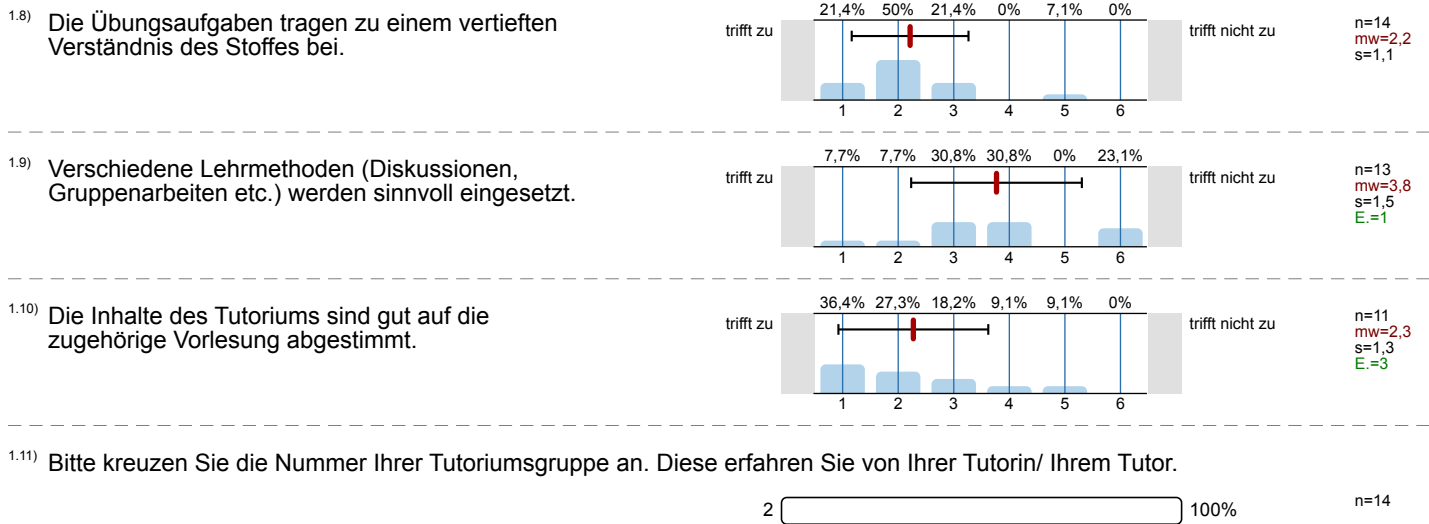 1.8) Die Übungsaufgaben tragen zu einem vertieften
Verständnis des Stoffes bei.
21,4% 50% 21,4% 0% 7,1% 0%
trifft zu
trifft nicht zu
1 2 3 4 5 6
n=14
mw=2,2
s=1,1
1.9) Verschiedene Lehrmethoden (Diskussionen,
Gruppenarbeiten etc.) werden sinnvoll eingesetzt.
7,7% 7,7% 30,8% 30,8% 0% 23,1%
trifft zu
trifft nicht zu
1 2 3 4 5 6
n=13
mw=3,8
s=1,5
E.=1
1.10) Die Inhalte des Tutoriums sind gut auf die
zugehörige Vorlesung abgestimmt.
36,4% 27,3% 18,2% 9,1% 9,1% 0%
trifft zu
trifft nicht zu
1 2 3 4 5 6
n=11
mw=2,3
s=1,3
E.=3
1.11) Bitte kreuzen Sie die Nummer Ihrer Tutoriumsgruppe an. Diese erfahren Sie von Ihrer Tutorin/ Ihrem Tutor.
2 100%
n=14